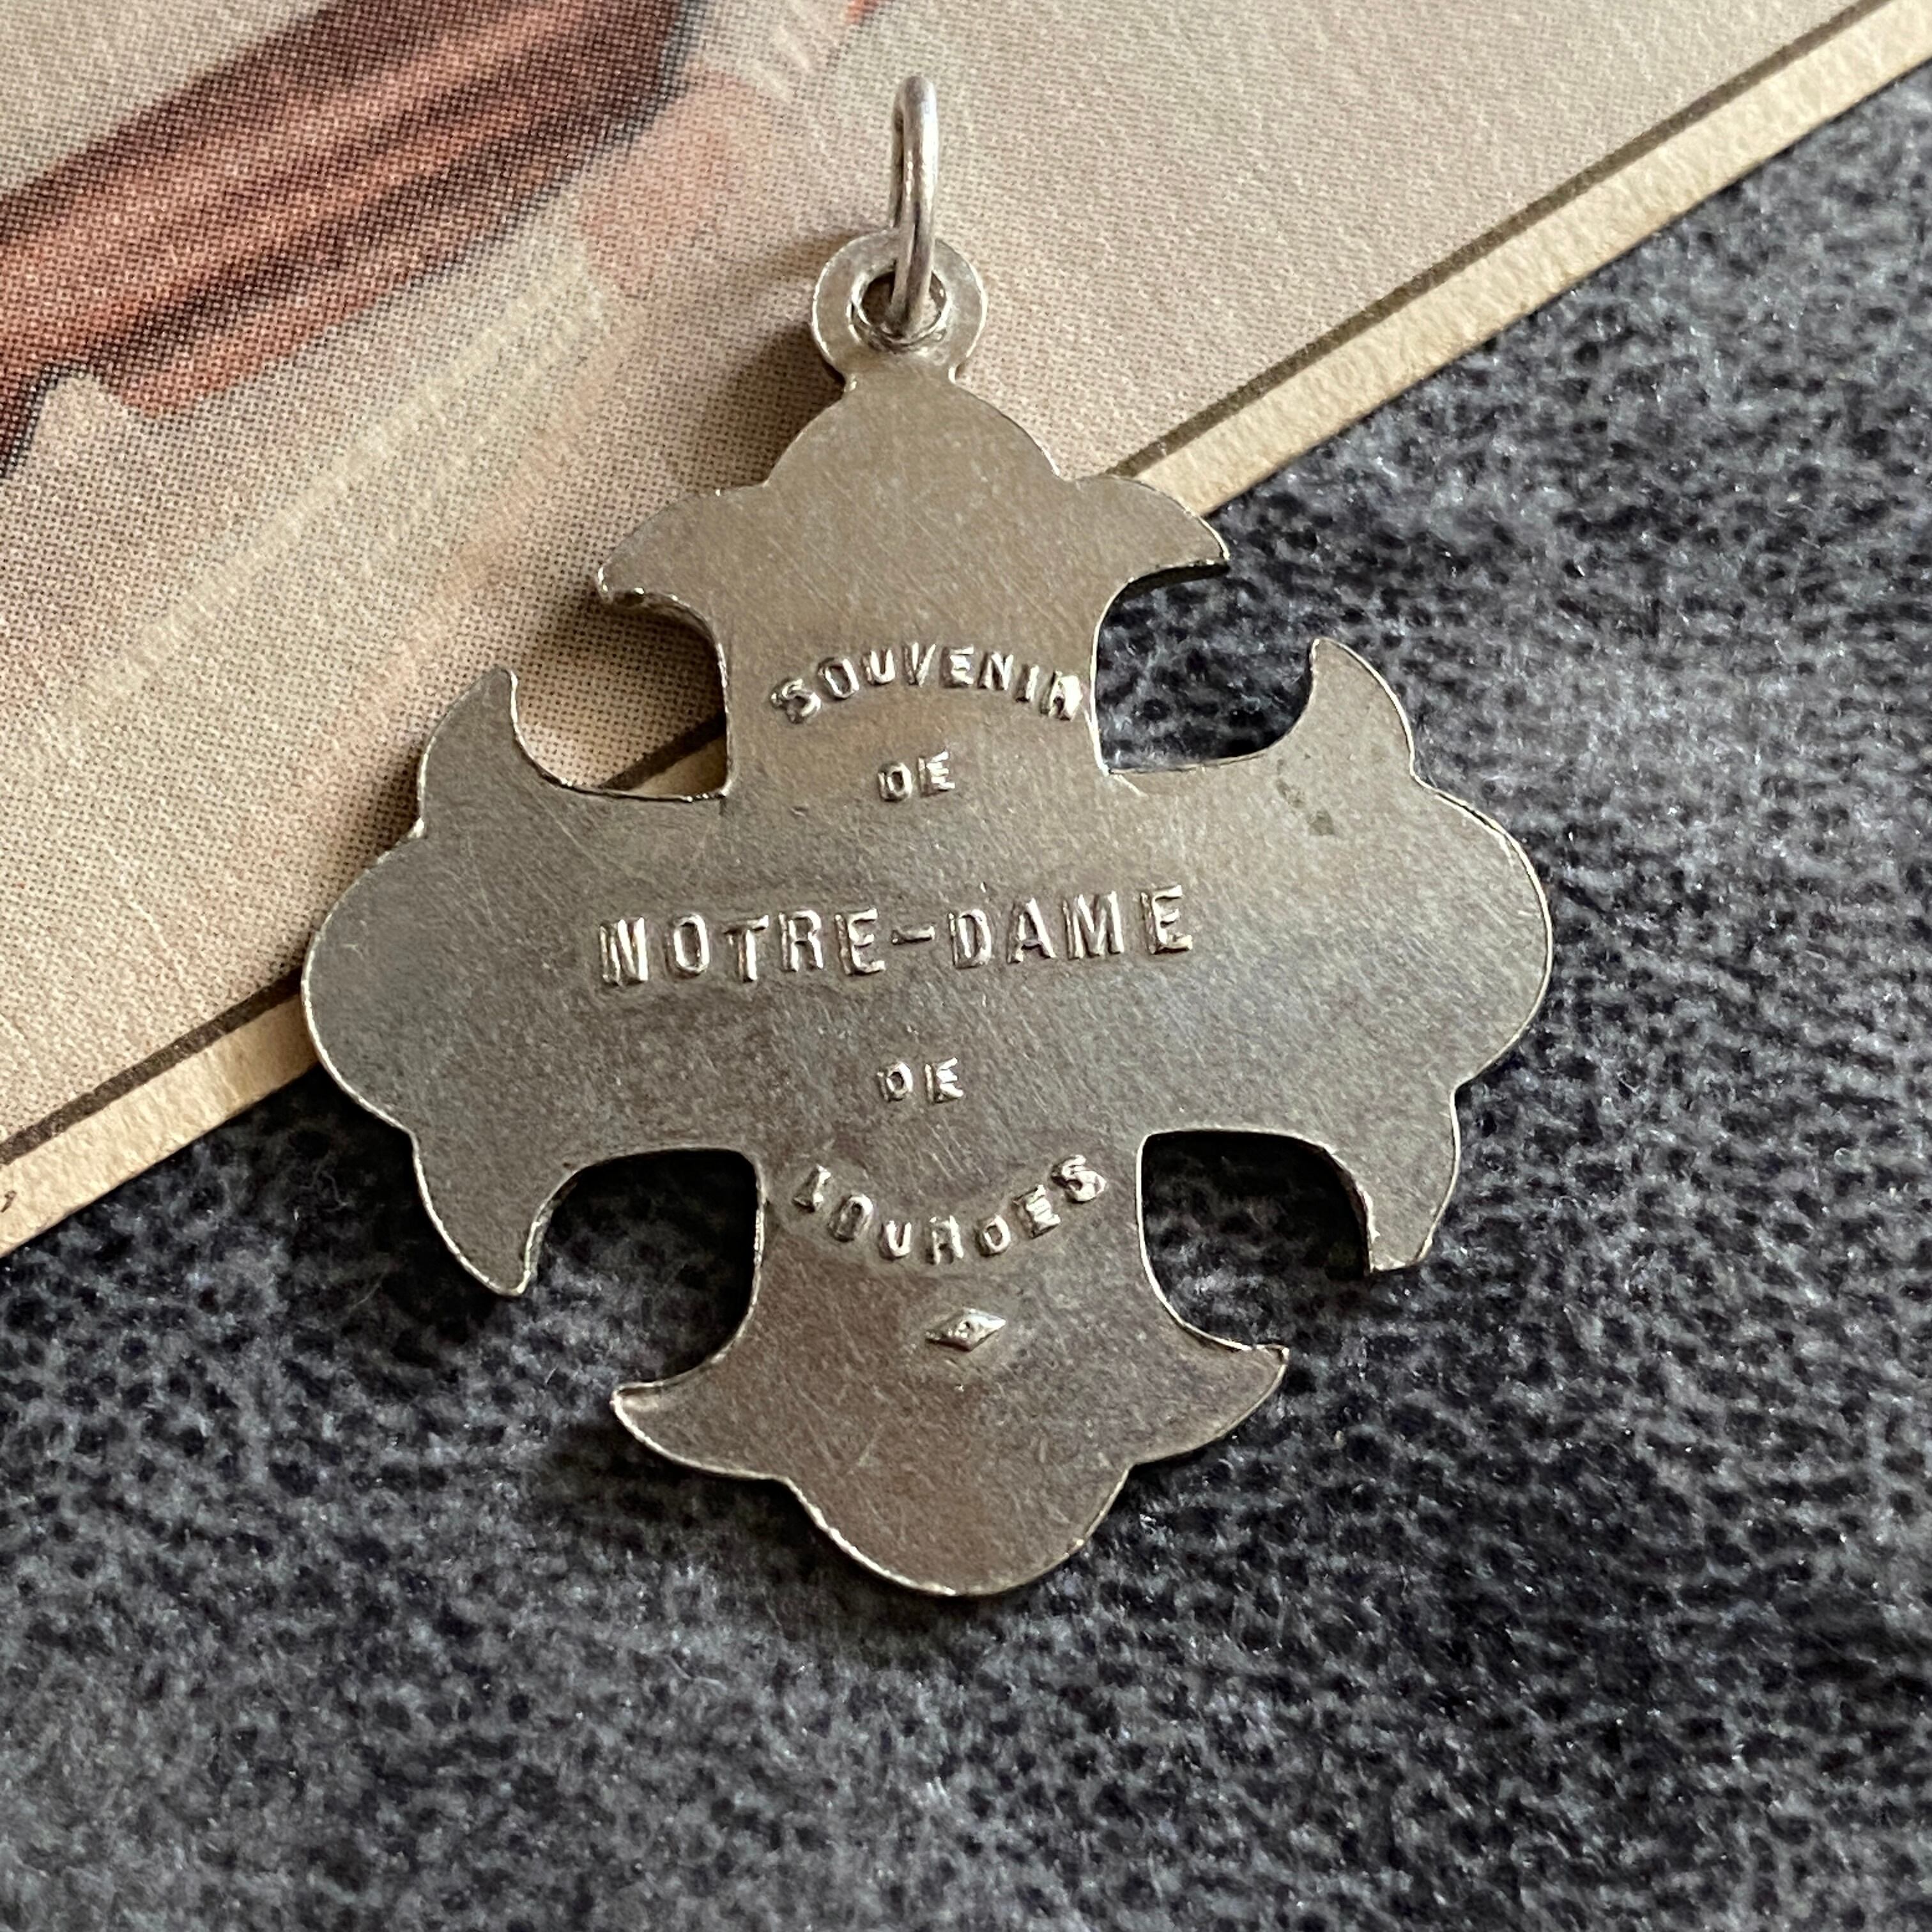 SOUVENIR
DE
NOTRE-DAME
DE
LOURDES